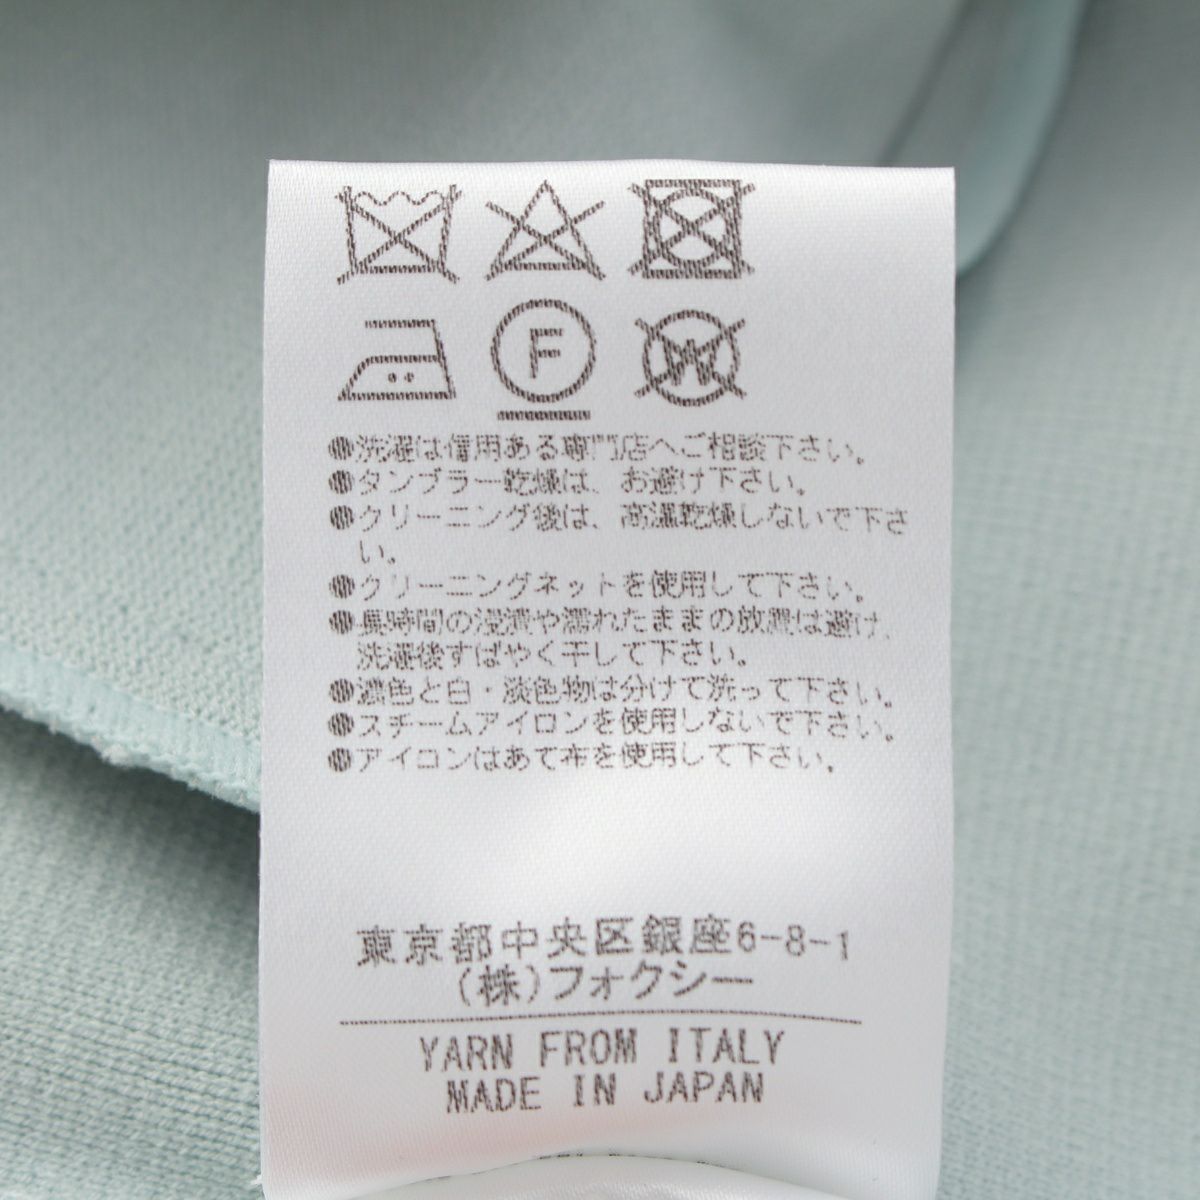 F
W
●洗濯は信用ある専門店へご相談下さい。
●タンブラー乾燥は、お避け下さい。
●クリーニング後は、高温乾燥しないで下さ
い。
●クリーニングネットを使用して下さい。
●長時間の浸漬や濡れたままの放置は避け、
洗濯後すばやく干して下さい。
●濃色と白・淡色物は分けて洗って下さい。
●スチームアイロンを使用しないで下さい。
●アイロンはあて布を使用して下さい。
東京都中央区銀座6-8-1
(株)フォクシー
YARN FROM ITALY
MADE IN JAPAN